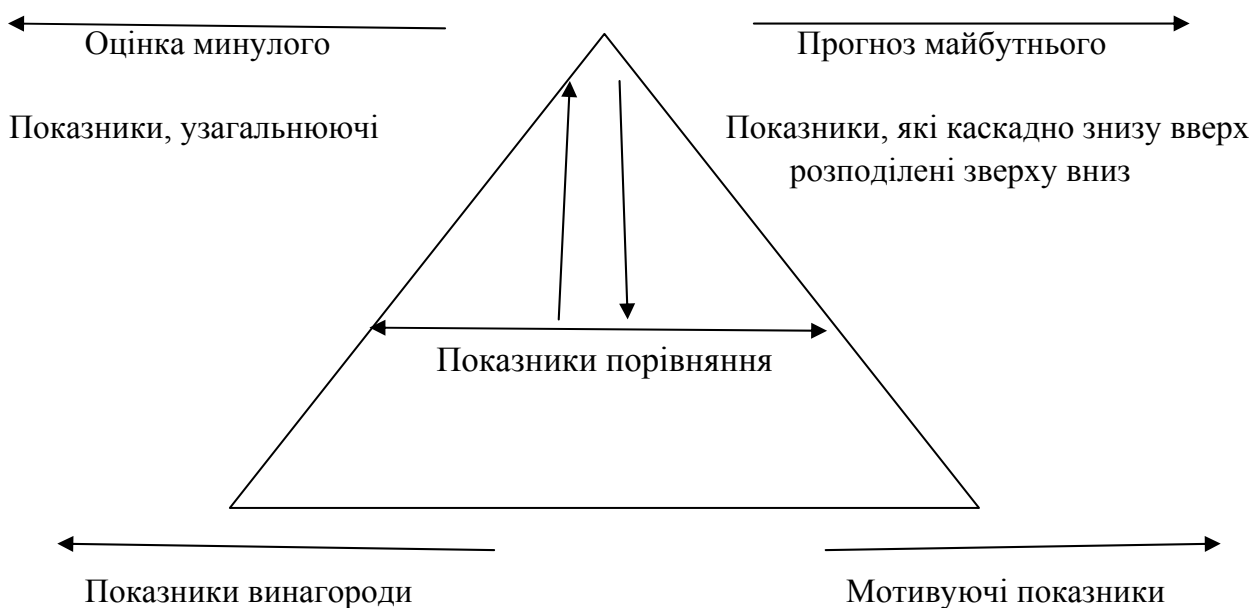 Оцінка минулого
Прогноз майбутнього
Показники, узагальнюючі
Показники, які каскадно знизу вверх
розподілені зверху вниз
Показники порівняння
Показники винагороди
Мотивуючі показники